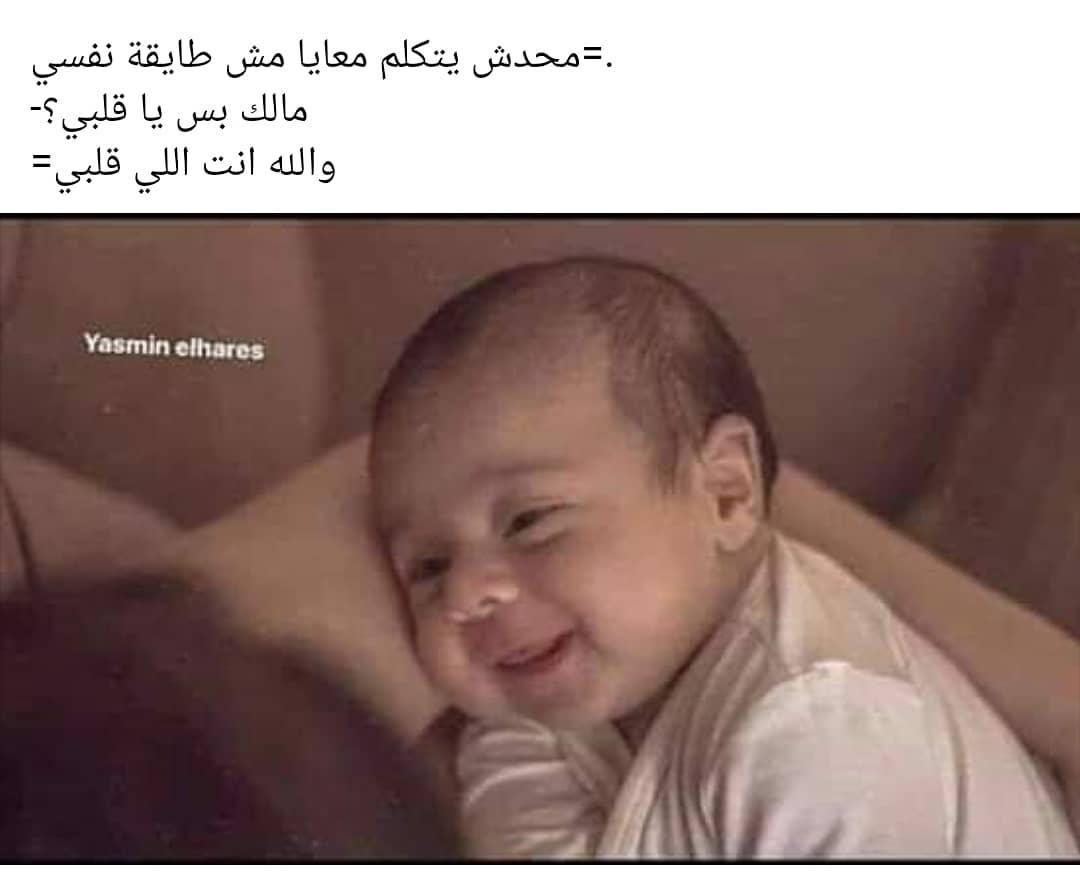 .=محدش يتكلم معايا مش طايقة نفسي
مالك بس يا قلبي؟-
والله انت اللي قلبي=
Yasmin elhares